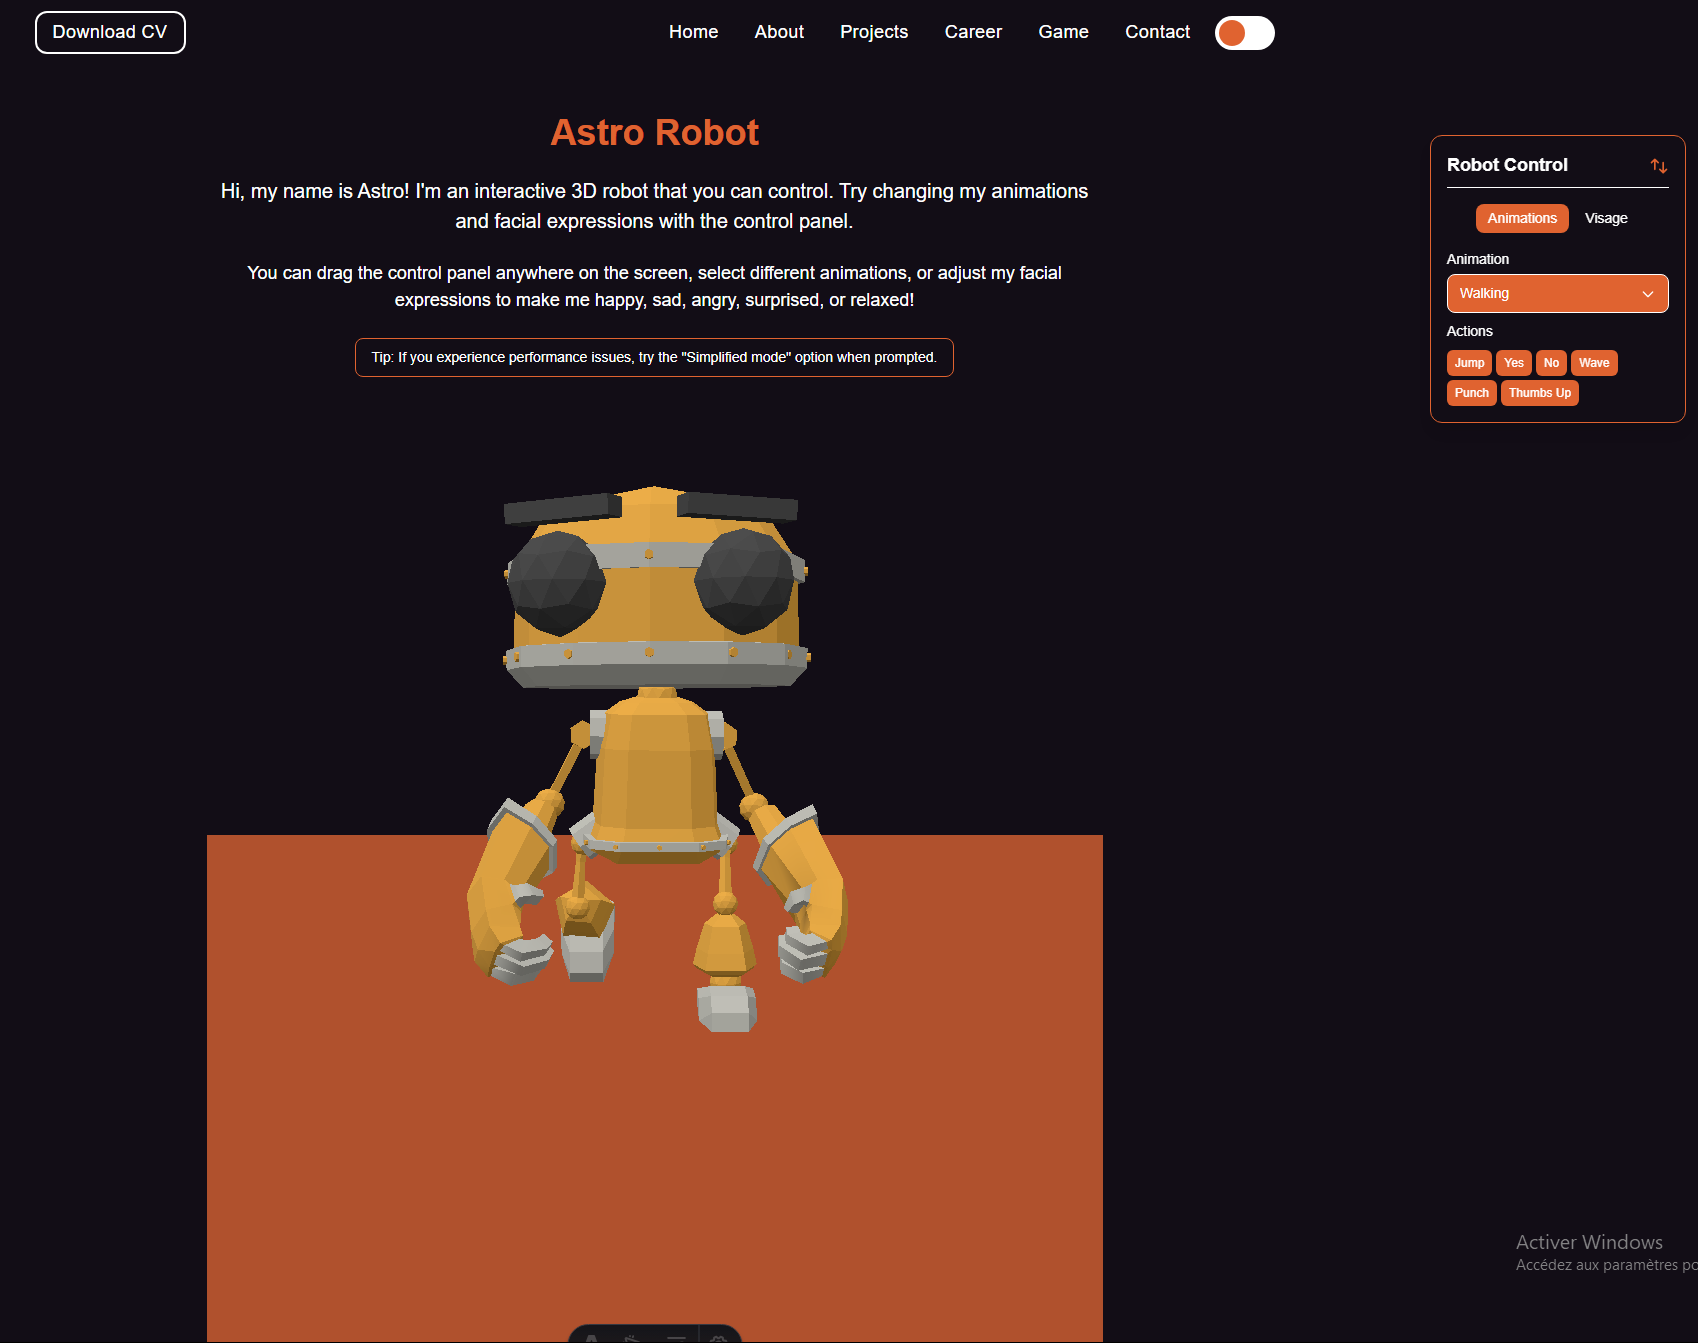 Download CV
Home About Projects Career Game Contact
Astro Robot
Hi, my name is Astro! I'm an interactive 3D robot that you can control. Try changing my animations
and facial expressions with the control panel.
You can drag the control panel anywhere on the screen, select different animations, or adjust my facial
expressions to make me happy, sad, angry, surprised, or relaxed!
Tip: If you experience performance issues, try the "Simplified mode" option when prompted.
Robot Control
Animations Visage
Animation
Walking
Actions
Jump Yes No Wave
Punch Thumbs Up
Activer Windows
Accédez aux paramètres